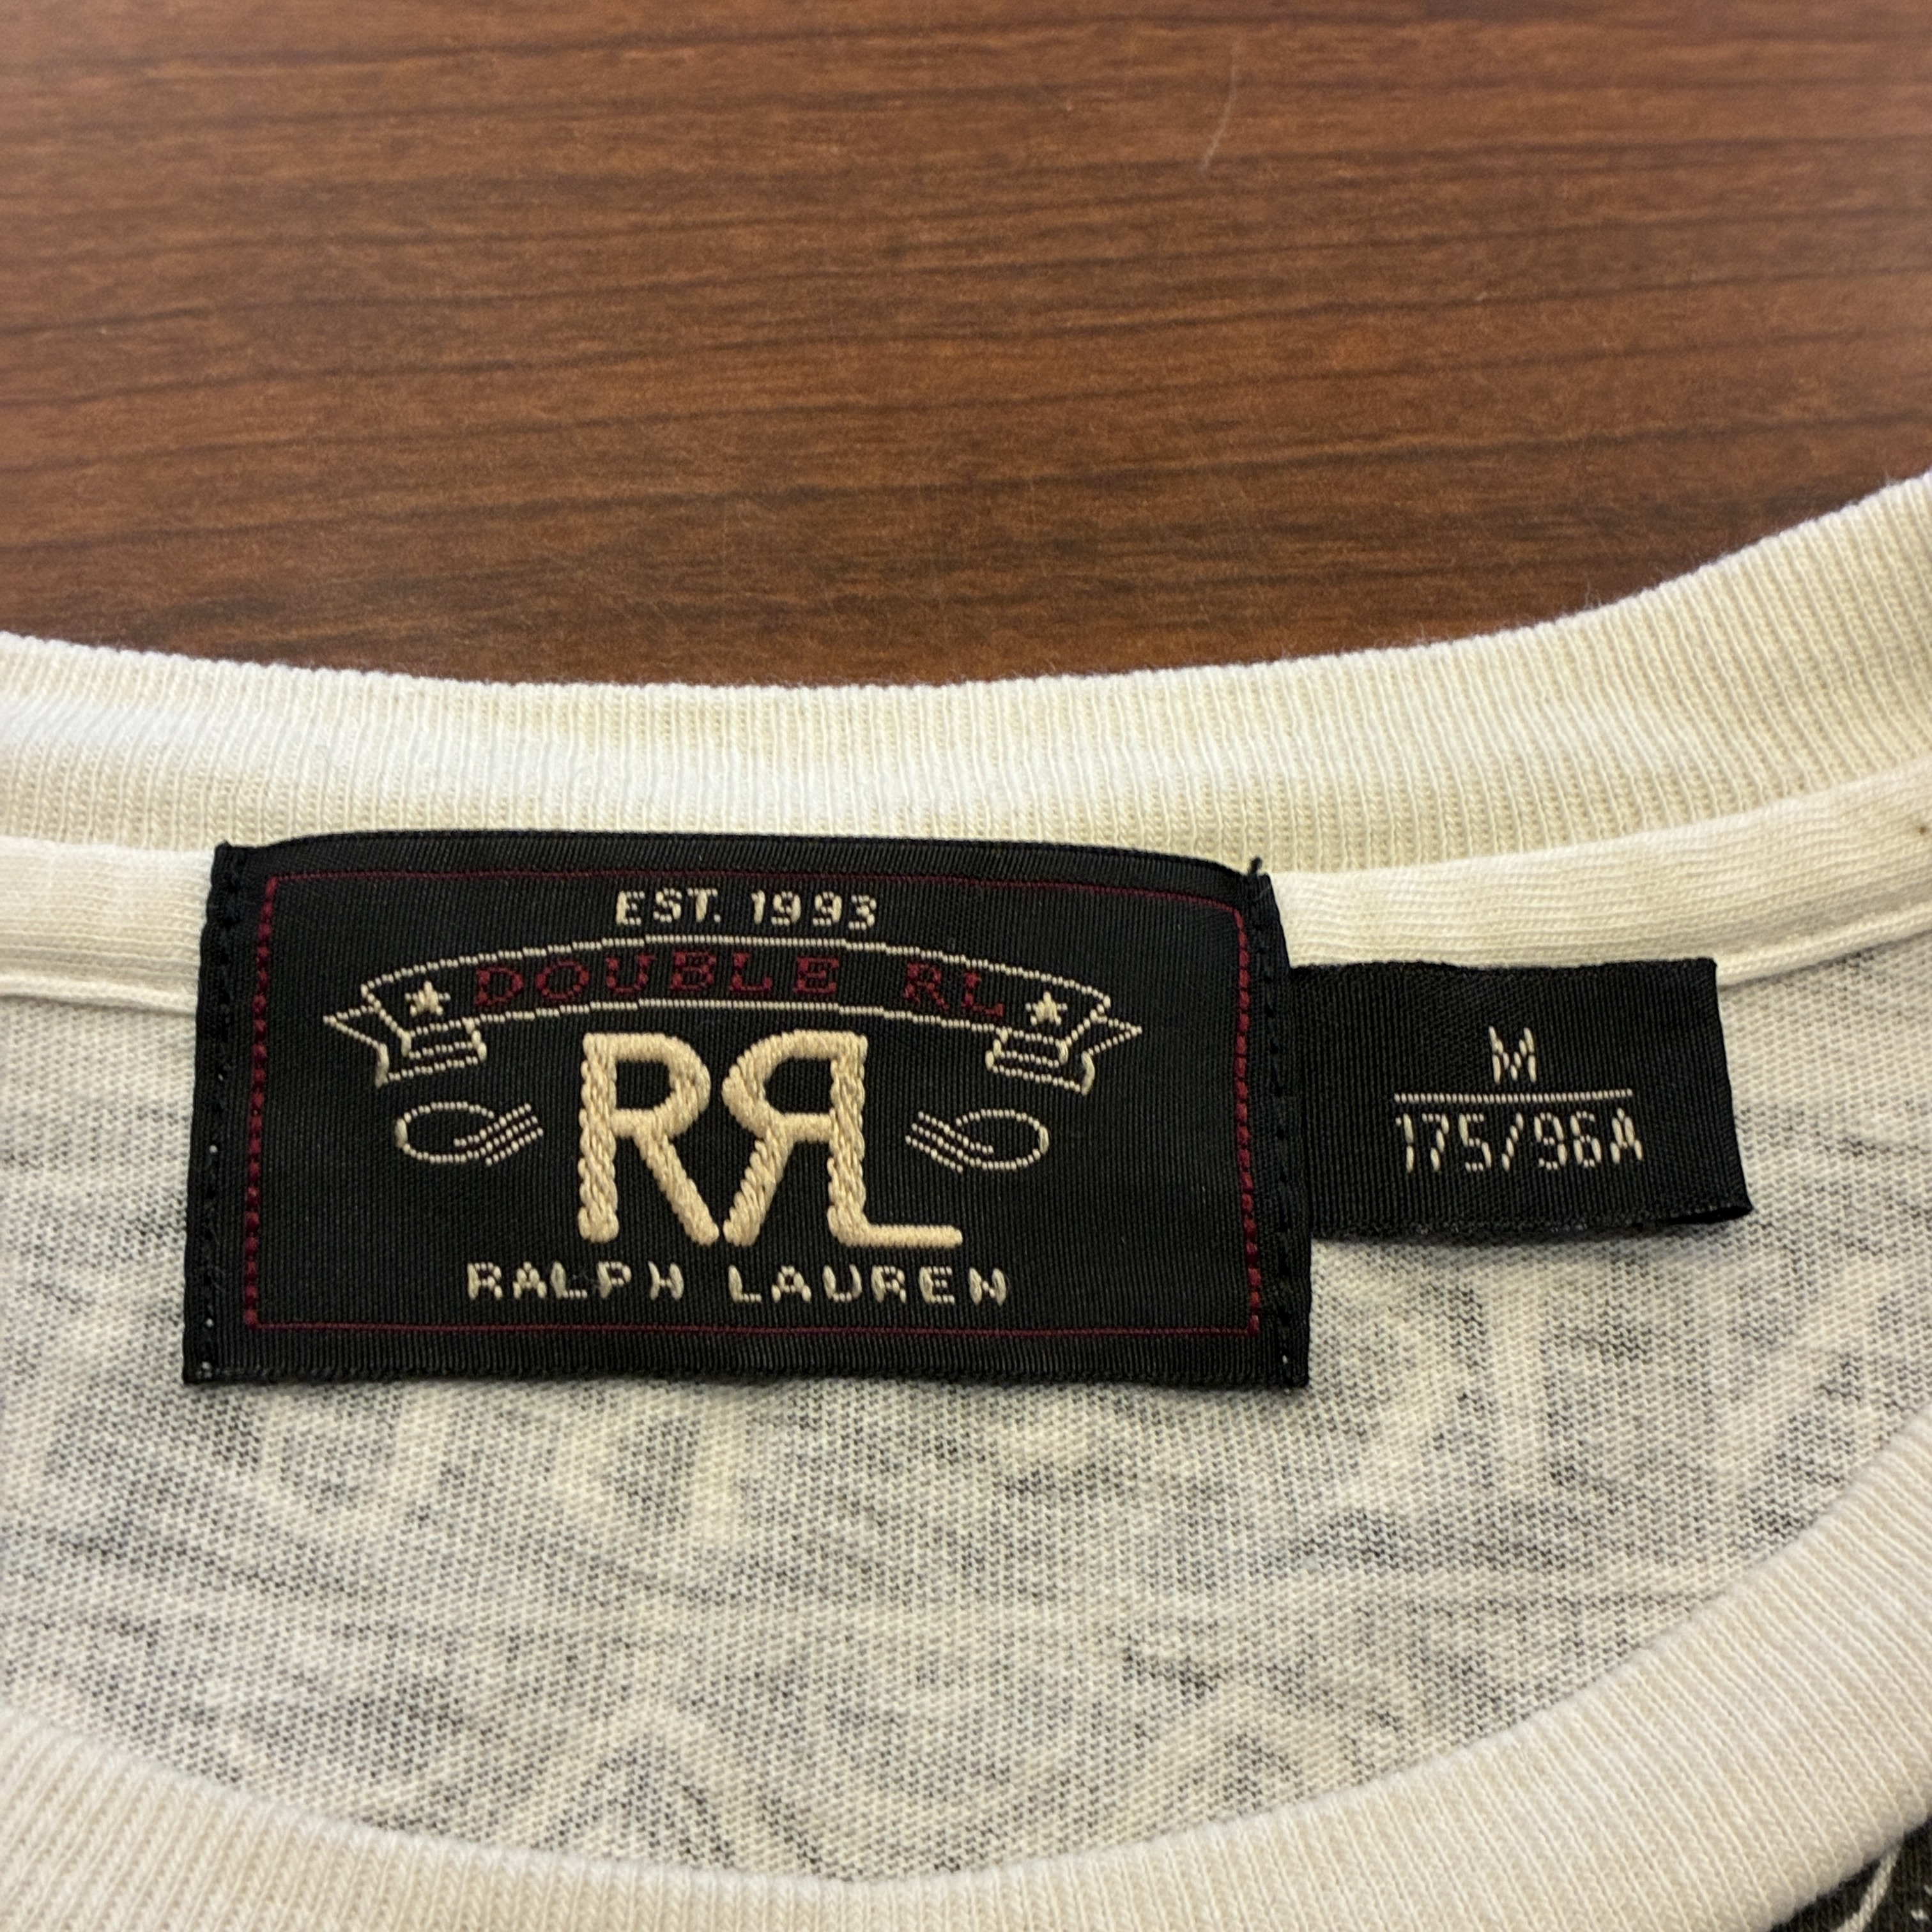 EST. 1993
DOUBLE RL
RRL
RALPH LAUREN
M
175/96A